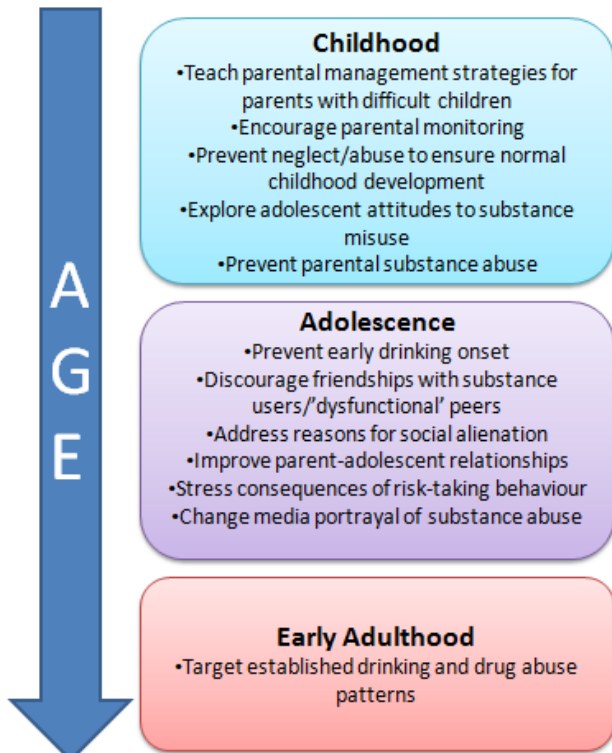 A
G
E
Childhood
•Teach parental management strategies for
parents with difficult children
•Encourage parental monitoring
•Prevent neglect/abuse to ensure normal
childhood development
•Explore adolescent attitudes to substance
misuse
•Prevent parental substance abuse
Adolescence
•Prevent early drinking onset
•Discourage friendships with substance
users/’dysfunctional’ peers
•Address reasons for social alienation
•Improve parent-adolescent relationships
•Stress consequences of risk-taking behaviour
•Change media portrayal of substance abuse
Early Adulthood
•Target established drinking and drug abuse
patterns